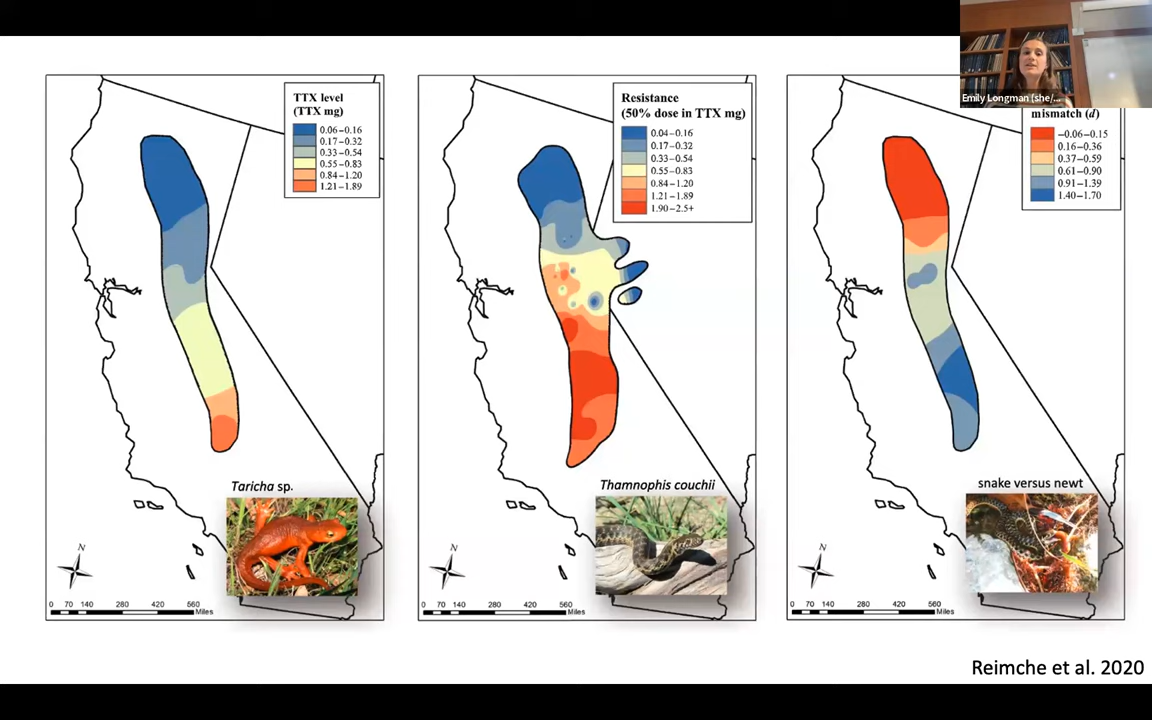 Emily Longman (she/...
TTX level
(TTX mg)
0.06–0.16
0.17–0.32
0.33–0.54
0.55–0.83
0.84–1.20
1.21–1.89
Taricha sp.
N
0 70 140 280 420 560
Miles
Resistance
(50% dose in TTX mg)
0.04–0.16
0.17–0.32
0.33–0.54
0.55–0.83
0.84–1.20
1.21–1.89
1.90–2.5+
Thamnophis couchii
N
0 70 140 280 420 560
Miles
mismatch (d)
−0.06–0.15
0.16–0.36
0.37–0.59
0.61–0.90
0.91–1.39
1.40–1.70
snake versus newt
N
0 70 140 280 420 560
Miles
Reimche et al. 2020